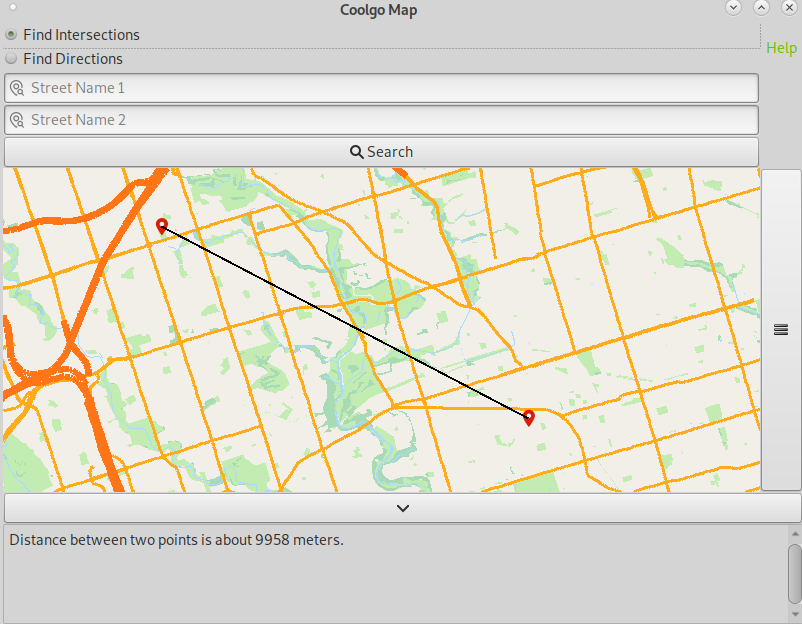 Coolgo Map
Find Intersections
Help
Find Directions
Street Name 1
Street Name 2
Search
Distance between two points is about 9958 meters.